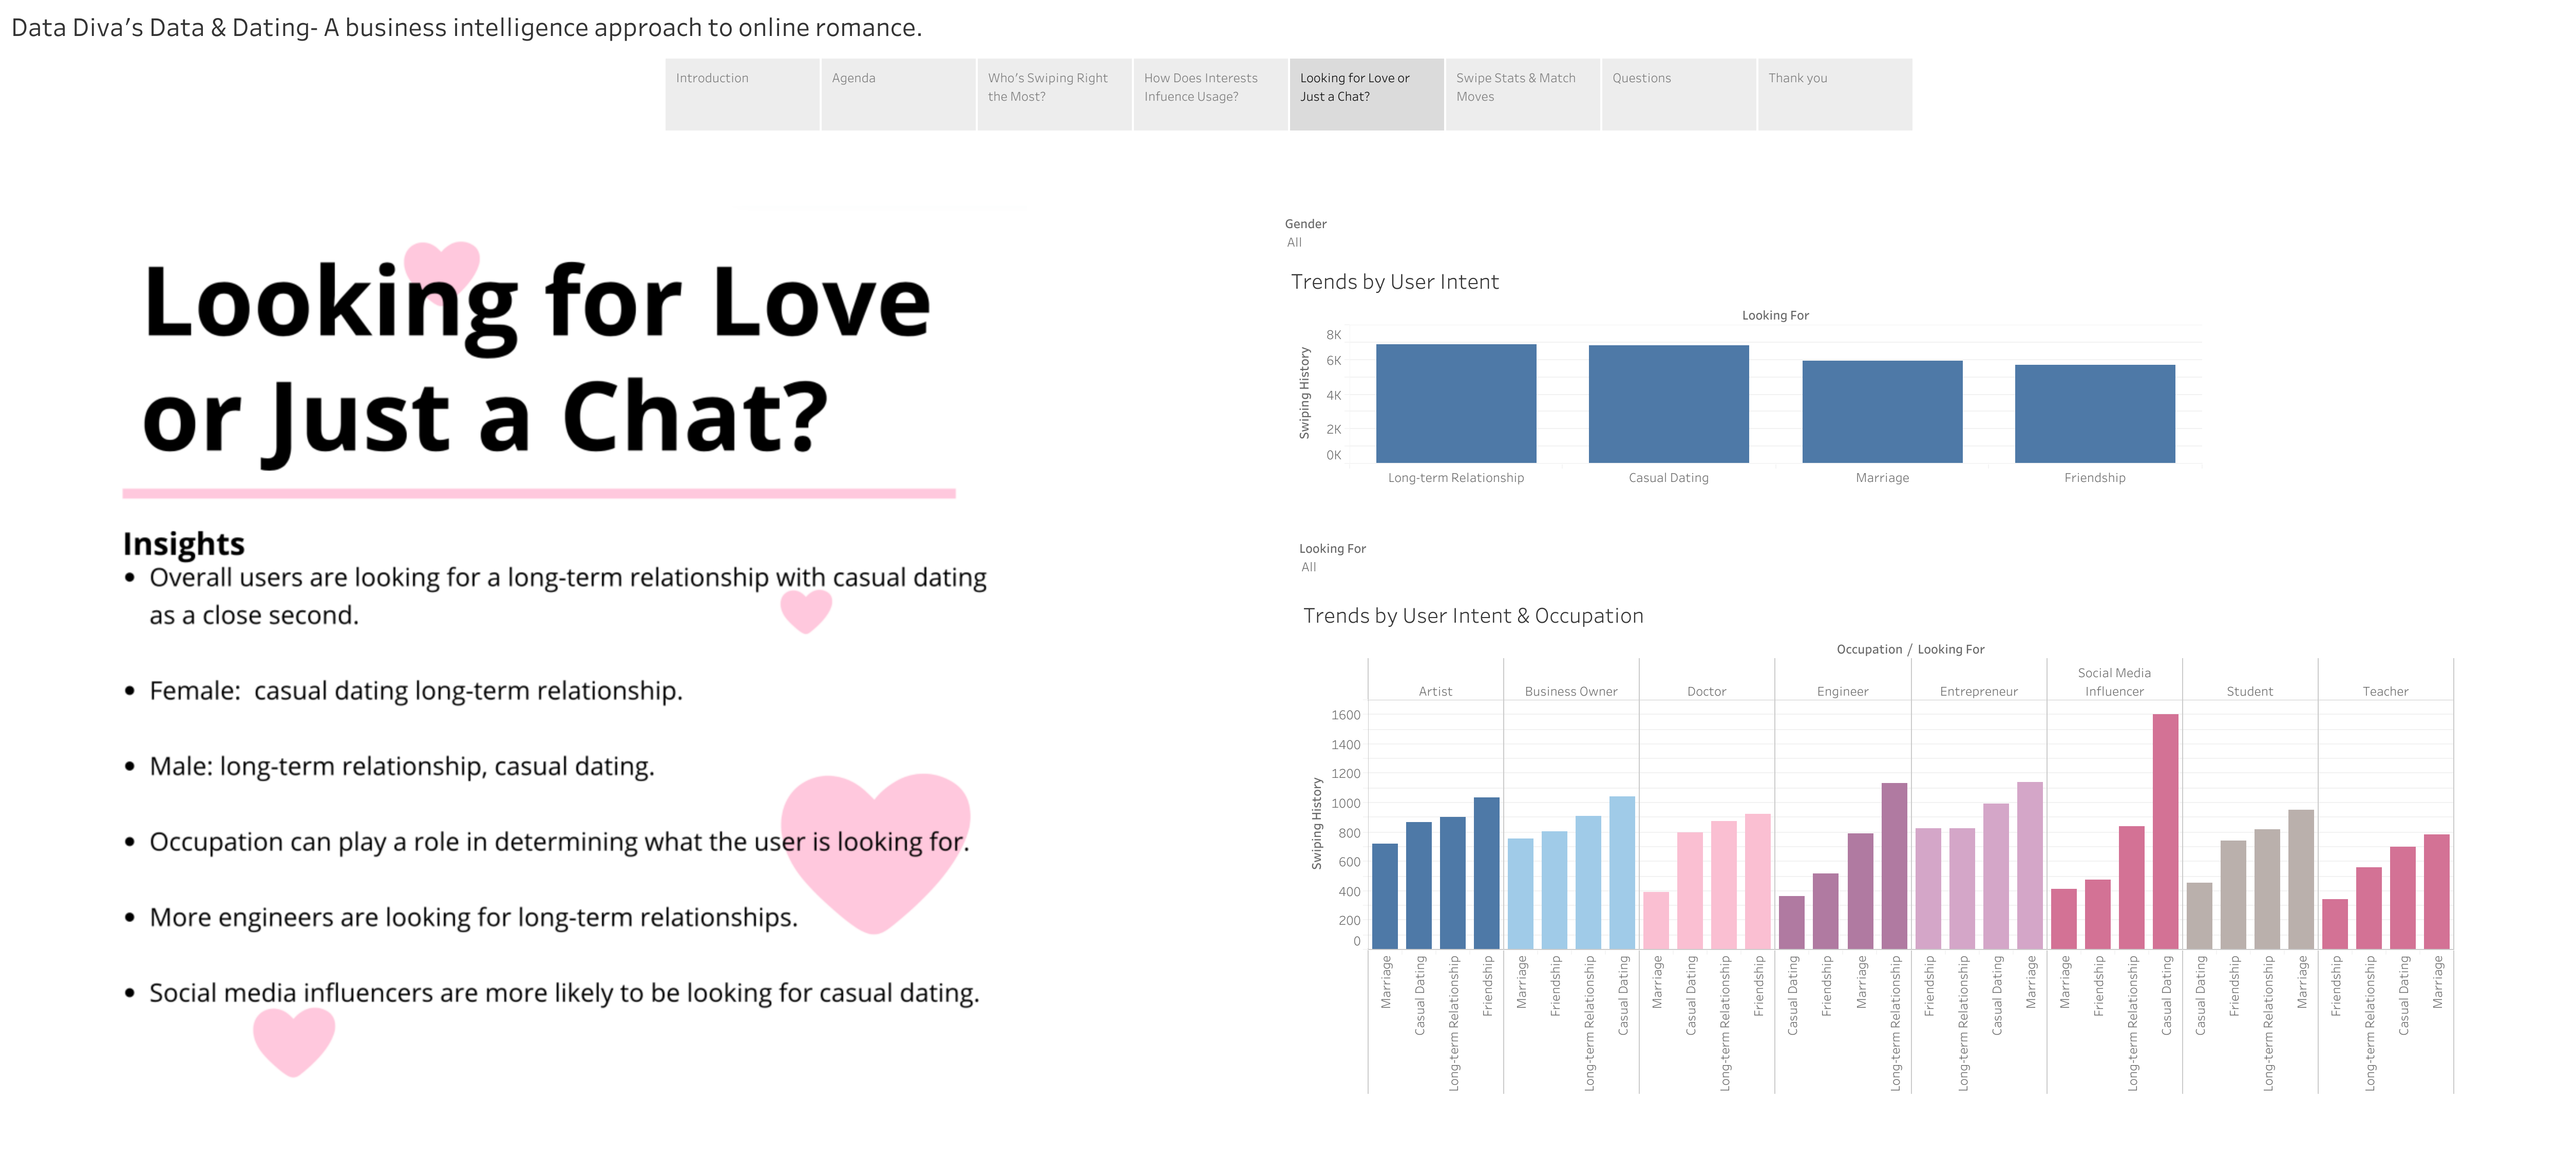 Data Diva's Data & Dating- A business intelligence approach to online romance.
Introduction
Agenda
Who's Swiping Right
the Most?
How Does Interests
Infuence Usage?
Looking for Love or
Just a Chat?
Swipe Stats & Match
Moves
Questions
Thank you
Looking for Love
or Just a Chat?
Insights
• Overall users are looking for a long-term relationship with casual dating
as a close second.
• Female:  casual dating long-term relationship.
• Male: long-term relationship, casual dating.
• Occupation can play a role in determining what the user is looking for.
• More engineers are looking for long-term relationships.
• Social media influencers are more likely to be looking for casual dating.
Gender
All
Trends by User Intent
Looking For
Swiping History
8K
6K
4K
2K
0K
Long-term Relationship
Casual Dating
Marriage
Friendship
Looking For
All
Trends by User Intent & Occupation
Occupation / Looking For
Artist
Business Owner
Doctor
Engineer
Entrepreneur
Social Media
Influencer
Student
Teacher
Swiping History
1600
1400
1200
1000
800
600
400
200
0
Marriage
Casual Dating
Long-term Relationship
Friendship
Marriage
Friendship
Long-term Relationship
Casual Dating
Marriage
Casual Dating
Long-term Relationship
Friendship
Casual Dating
Friendship
Marriage
Long-term Relationship
Friendship
Long-term Relationship
Casual Dating
Marriage
Marriage
Friendship
Long-term Relationship
Casual Dating
Casual Dating
Friendship
Long-term Relationship
Marriage
Friendship
Long-term Relationship
Casual Dating
Marriage